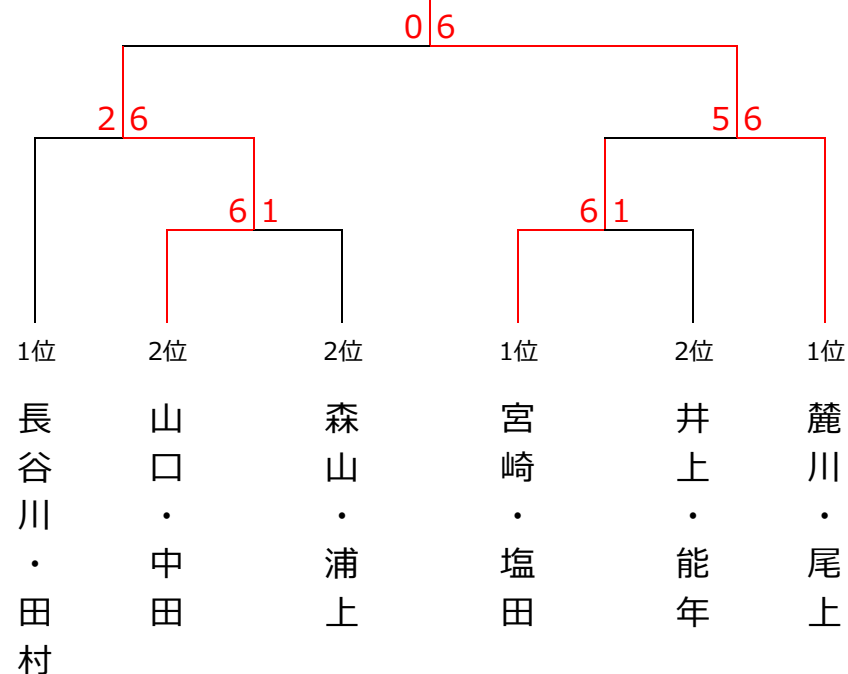 0 6
2 6
5 6
6 1
6 1
1位
2位
2位
1位
2位
1位
長谷川・田村
山口・中田
森山・浦上
宮崎・塩田
井上・能年
麓川・尾上